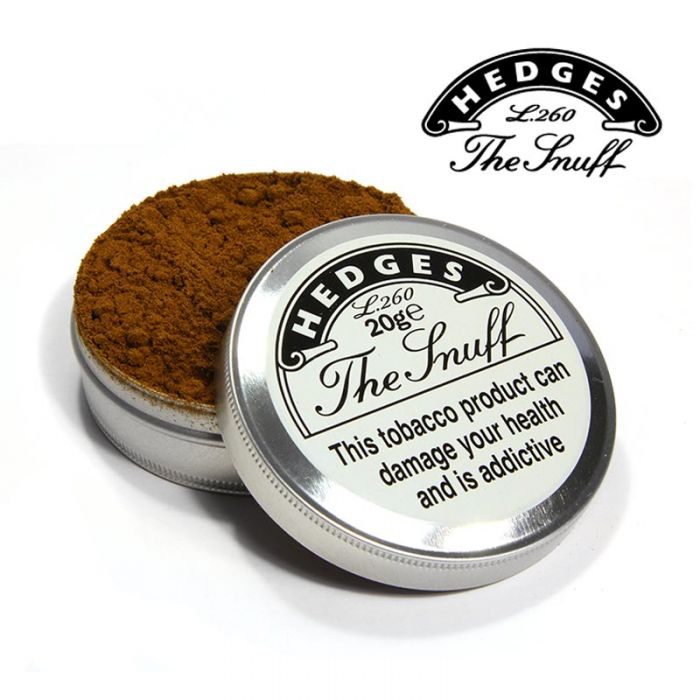 HEDGES
L.260
The Snuff
HEDGES
L.260
20g℮
The Snuff
This tobacco product can
damage your health
and is addictive